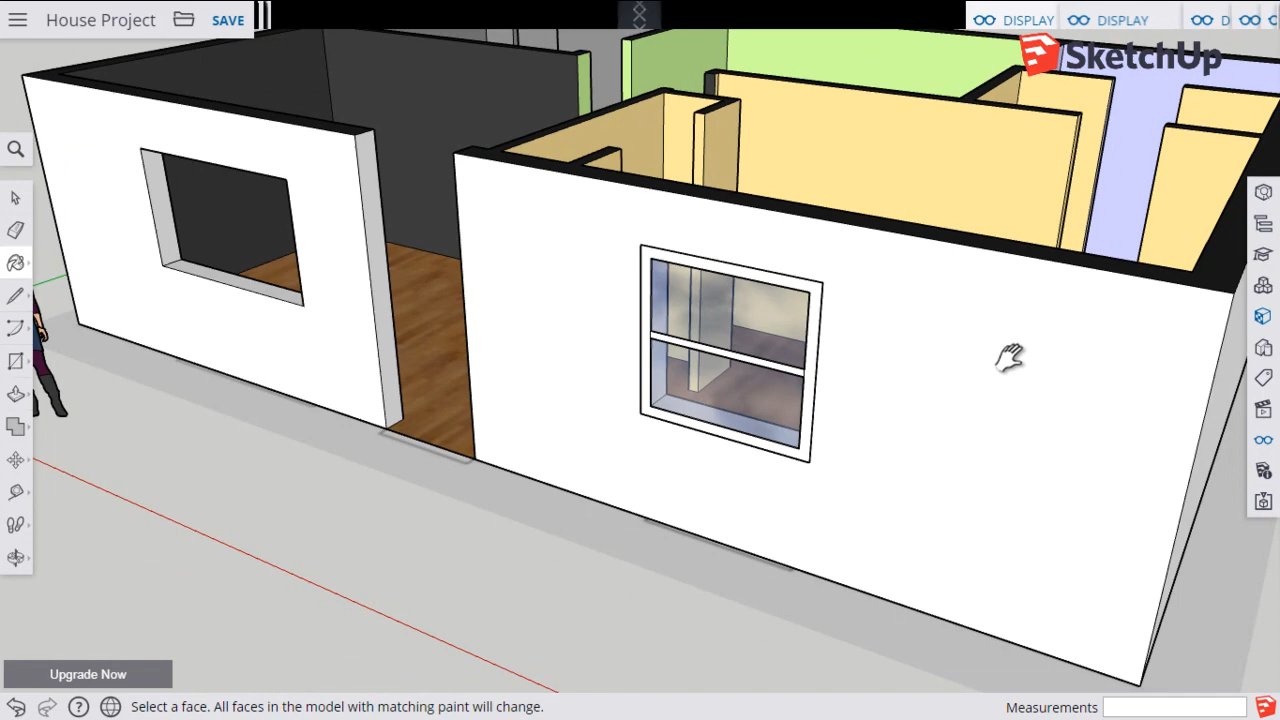 House Project SAVE DISPLAY DISPLAY D
SketchUp
Upgrade Now
Select a face. All faces in the model with matching paint will change. Measurements